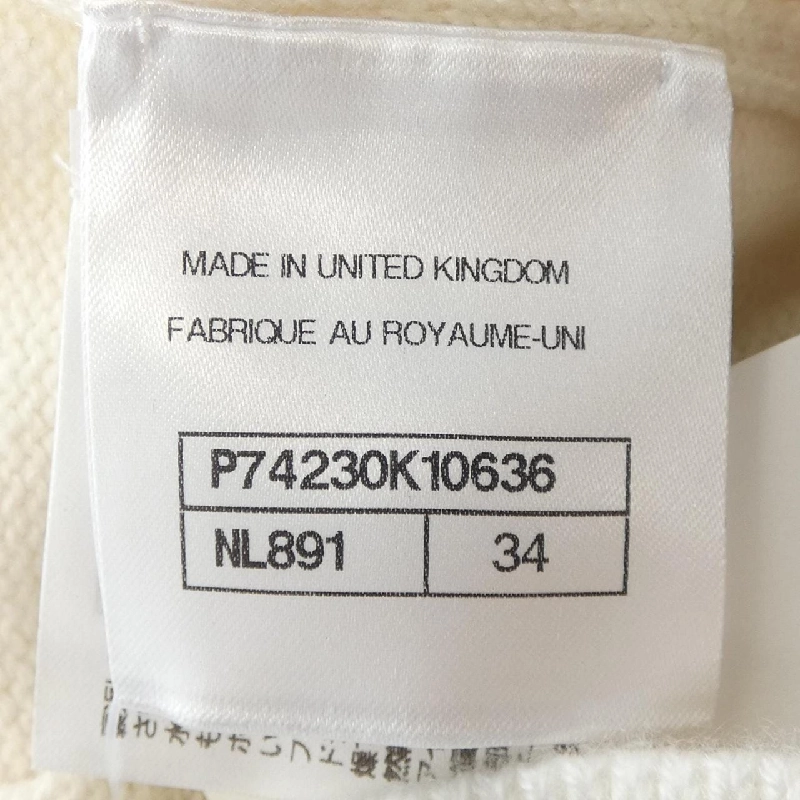 MADE IN UNITED KINGDOM
FABRIQUE AU ROYAUME-UNI
P74230K10636
NL891 34